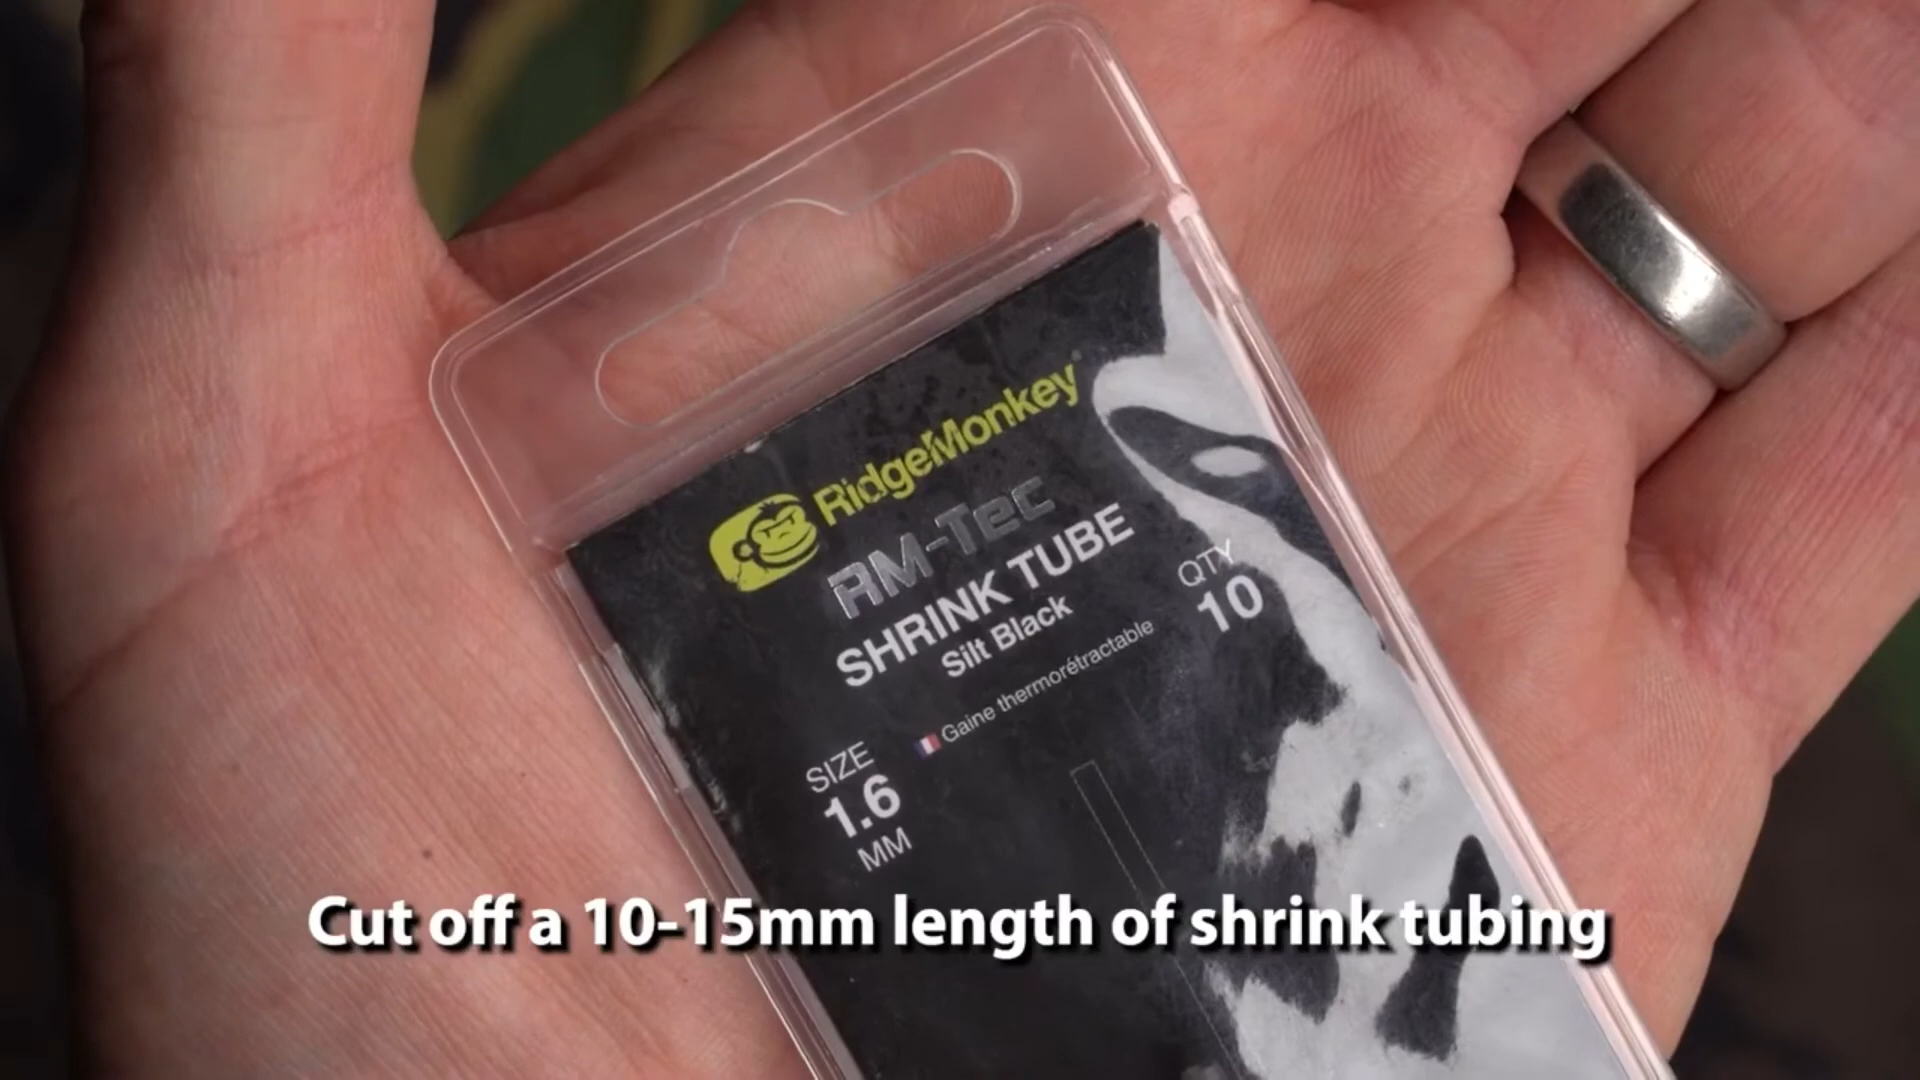 RidgeMonkey
RM-Tec
SHRINK TUBE
Silt Black
Gaine thermorétractable
QTY
10
SIZE
1.6
MM
Cut off a 10-15mm length of shrink tubing